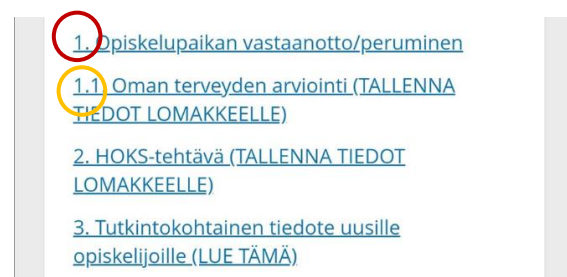 1. Opiskelupaikan vastaanotto/peruminen
1.1. Oman terveyden arviointi (TALLENNA
TIEDOT LOMAKKEELLE)
2. HOKS-tehtävä (TALLENNA TIEDOT
LOMAKKEELLE)
3. Tutkintokohtainen tiedote uusille
opiskelijoille (LUE TÄMÄ)